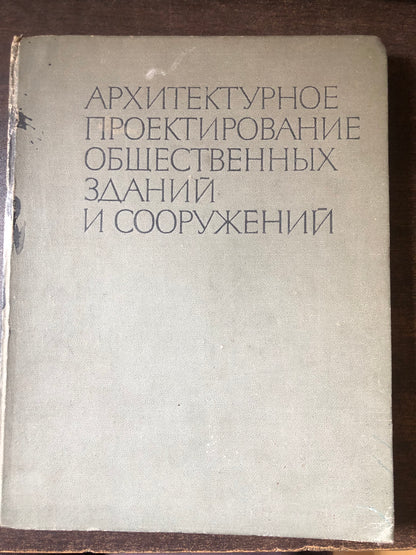 АРХИТЕКТУРНОЕ
ПРОЕКТИРОВАНИЕ
ОБЩЕСТВЕННЫХ
ЗДАНИЙ
И СООРУЖЕНИЙ